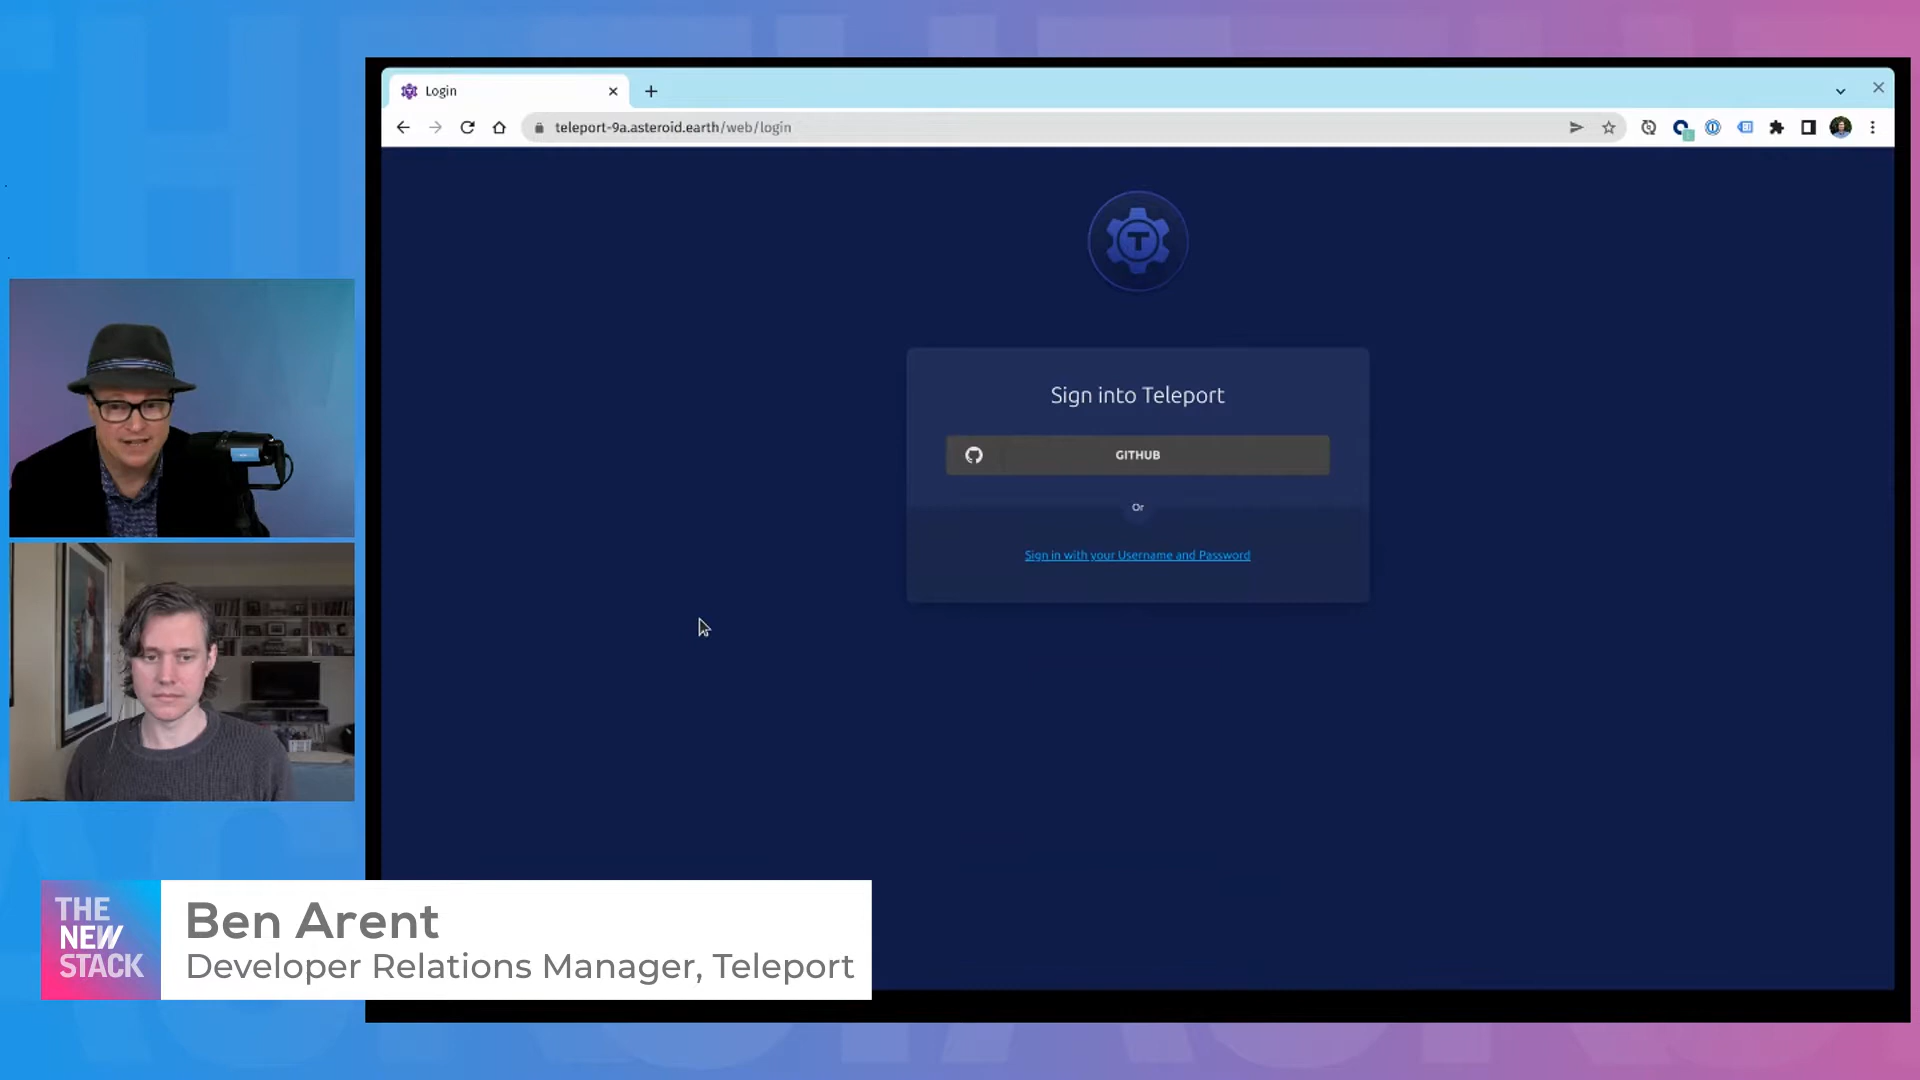 Login
teleport-9a.asteroid.earth/web/login
T
Sign into Teleport
GITHUB
Or
Sign in with your Username and Password
THE
NEW
STACK
Ben Arent
Developer Relations Manager, Teleport